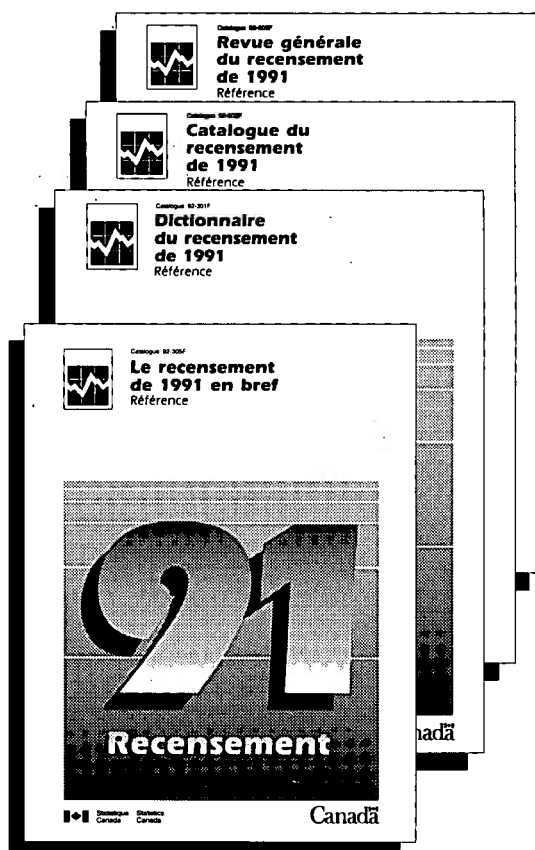 Revue générale
du recensement
de 1991
Référence
Catalogue du
recensement
de 1991
Référence
Catalogue 92-301F
Dictionnaire
du recensement
de 1991
Référence
Catalogue 92-305F
Le recensement
de 1991 en bref
Référence
91
Recensement
Statistique Statistics
Canada Canada
Canada
nada